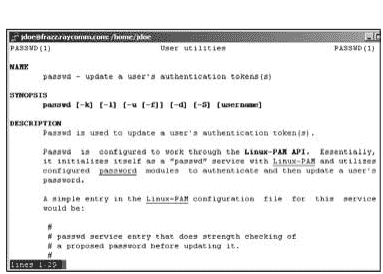 jdoe@frazz.raycomm.com: /home/jdoe
PASSWD(1) User utilities PASSWD(1)
NAME
passwd - update a user's authentication tokens(s)
SYNOPSIS
passwd [-k] [-l] [-u [-f]] [-d] [-S] [username]
DESCRIPTION
Passwd is used to update a user's authentication token(s).
Passwd is configured to work through the Linux-PAM API. Essentially,
it initializes itself as a "passwd" service with Linux-PAM and utilizes
configured password modules to authenticate and then update a user's
password.
A simple entry in the Linux-PAM configuration file for this service
would be:
#
# passwd service entry that does strength checking of
# a proposed password before updating it.
#
lines 1-25